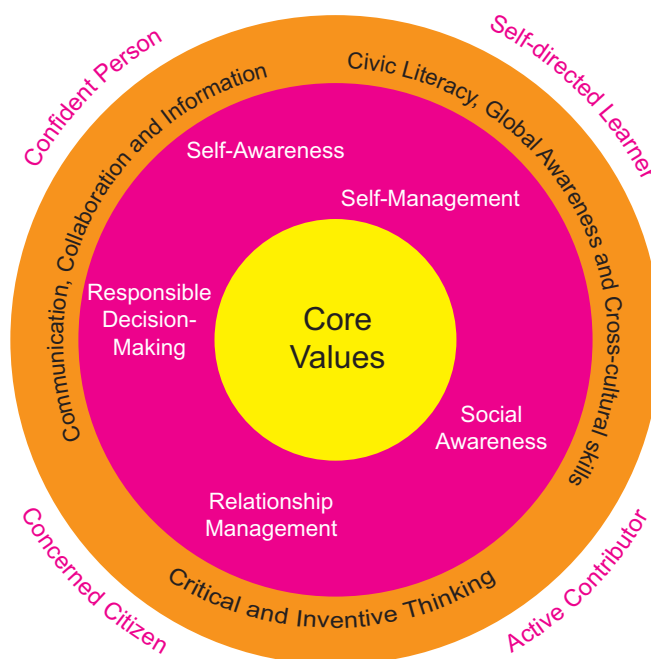 Confident Person
Self-directed Learner
Communication, Collaboration and Information
Civic Literacy, Global Awareness and Cross-cultural skills
Self-Awareness
Self-Management
Responsible
Decision-
Making
Core
Values
Social
Awareness
Relationship
Management
Critical and Inventive Thinking
Concerned Citizen
Active Contributor